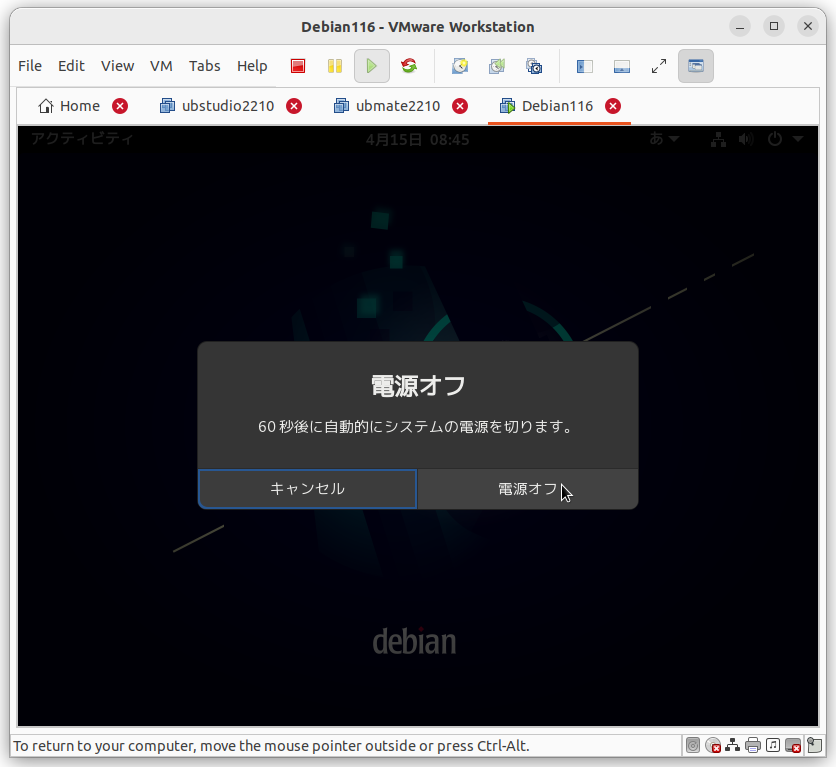 Debian116 - VMware Workstation
File Edit View VM Tabs Help
Home ubstudio2210 ubmate2210 Debian116
アクティビティ 4月15日 08:45 あ
電源オフ
60 秒後に自動的にシステムの電源を切ります。
キャンセル 電源オフ
debian
To return to your computer, move the mouse pointer outside or press Ctrl-Alt.